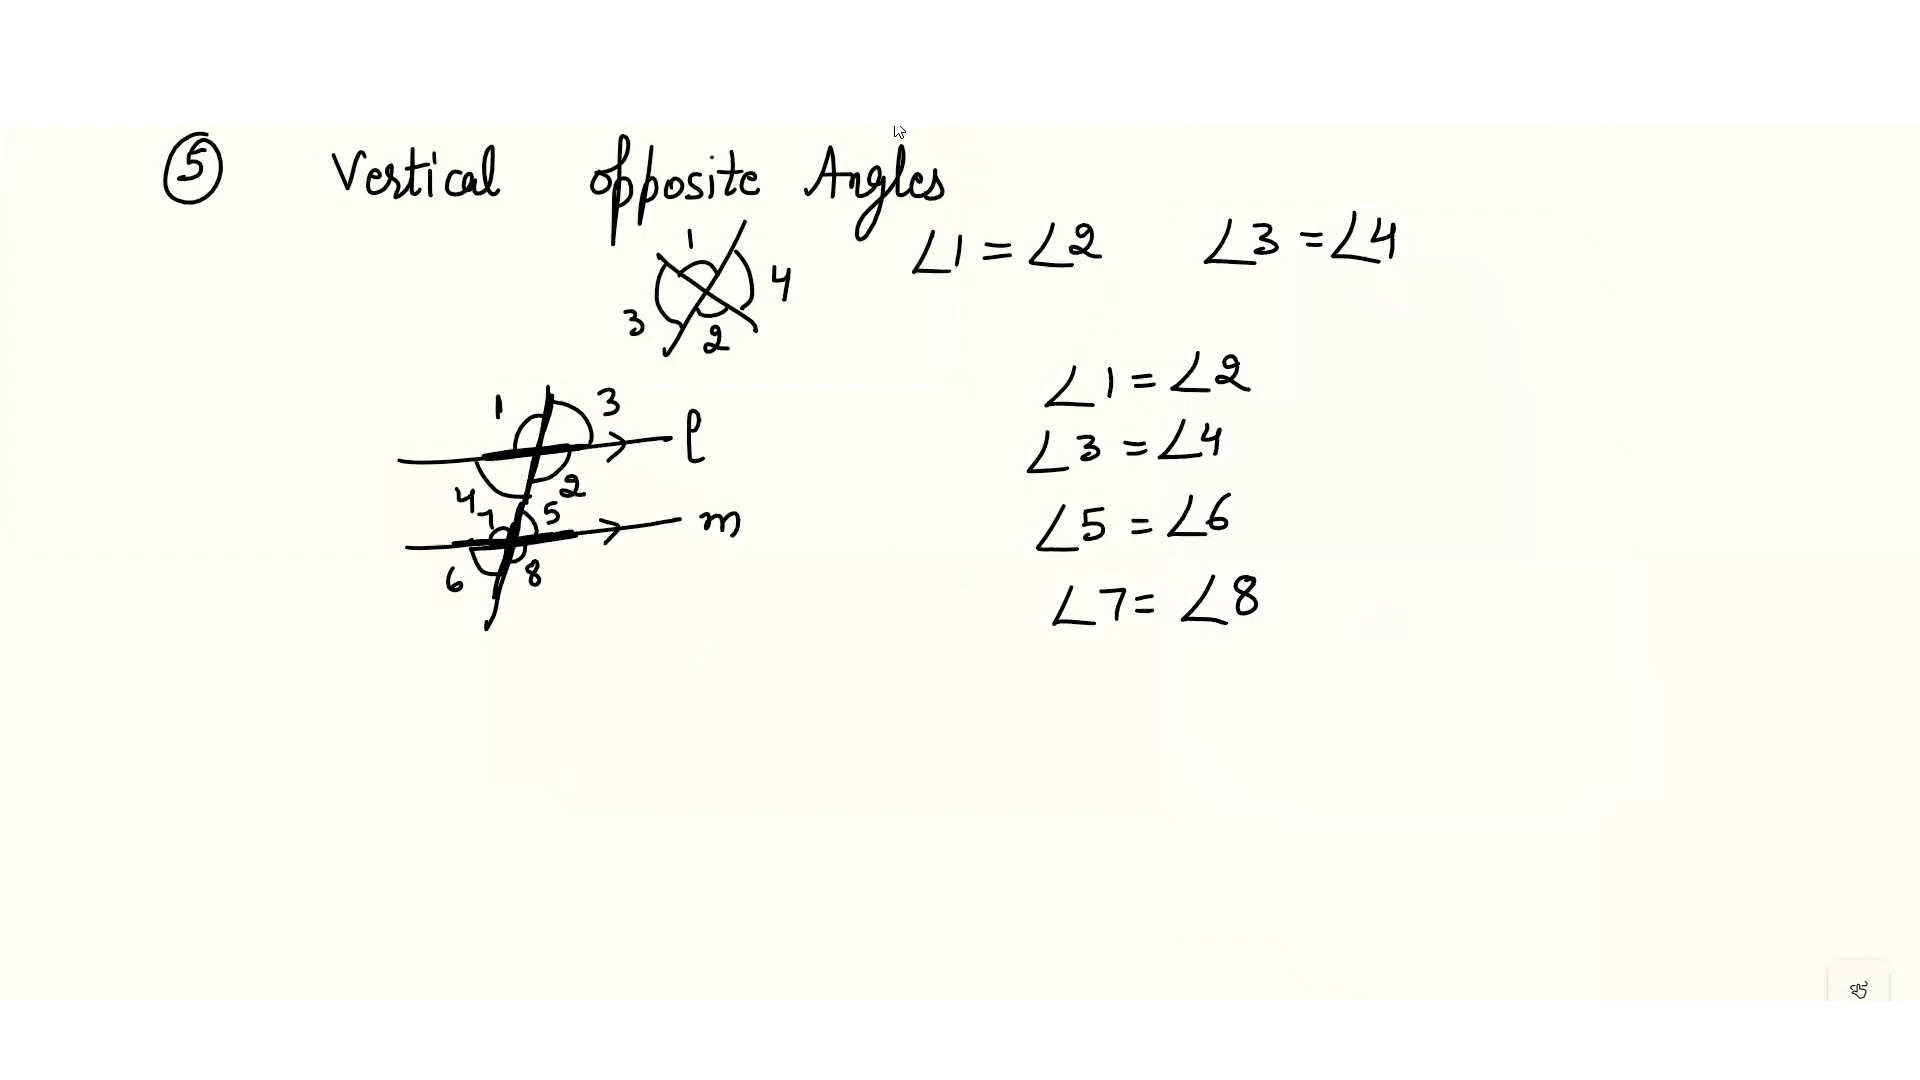 5 Vertical opposite Angles
∠1 = ∠2 ∠3 = ∠4
1
4
3
2
∠1 = ∠2
∠3 = ∠4
∠5 = ∠6
∠7 = ∠8
1 3
l
4 2
7 5
m
6 8